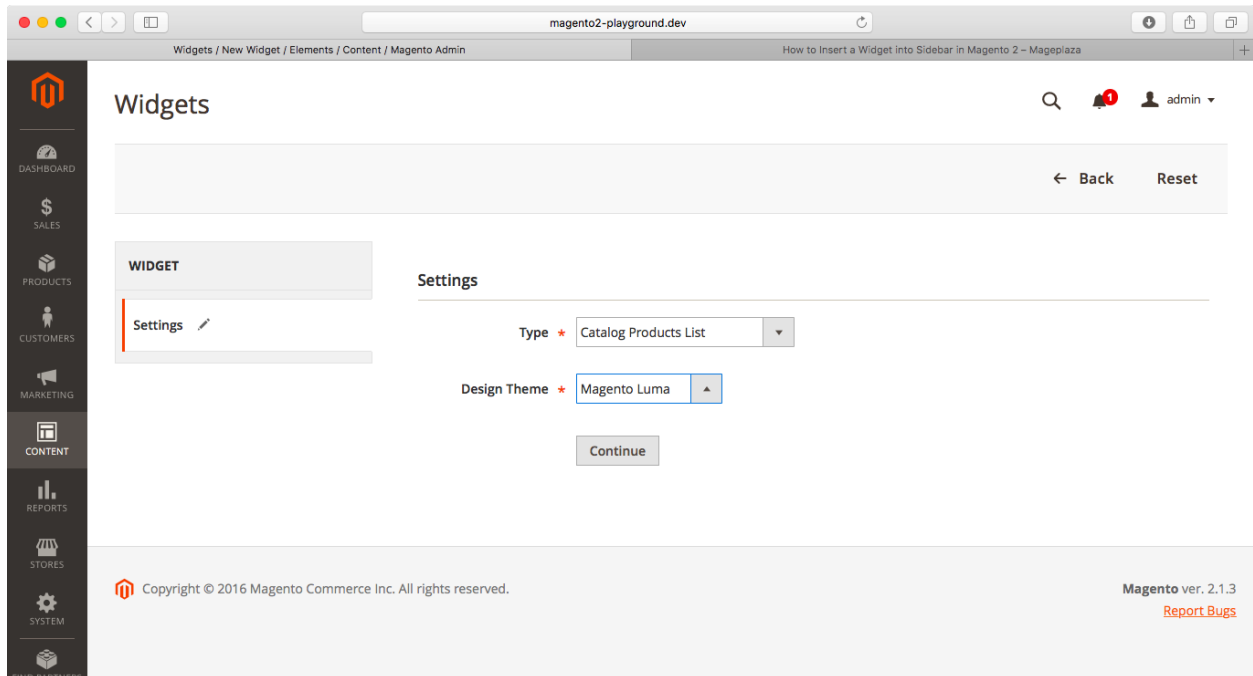 magento2-playground.dev
Widgets / New Widget / Elements / Content / Magento Admin
How to Insert a Widget into Sidebar in Magento 2 – Mageplaza
Widgets
1
admin
DASHBOARD
SALES
PRODUCTS
CUSTOMERS
MARKETING
CONTENT
REPORTS
STORES
SYSTEM
← Back Reset
WIDGET
Settings
Settings
Type * Catalog Products List
Design Theme * Magento Luma
Continue
Copyright © 2016 Magento Commerce Inc. All rights reserved.
Magento ver. 2.1.3
Report Bugs